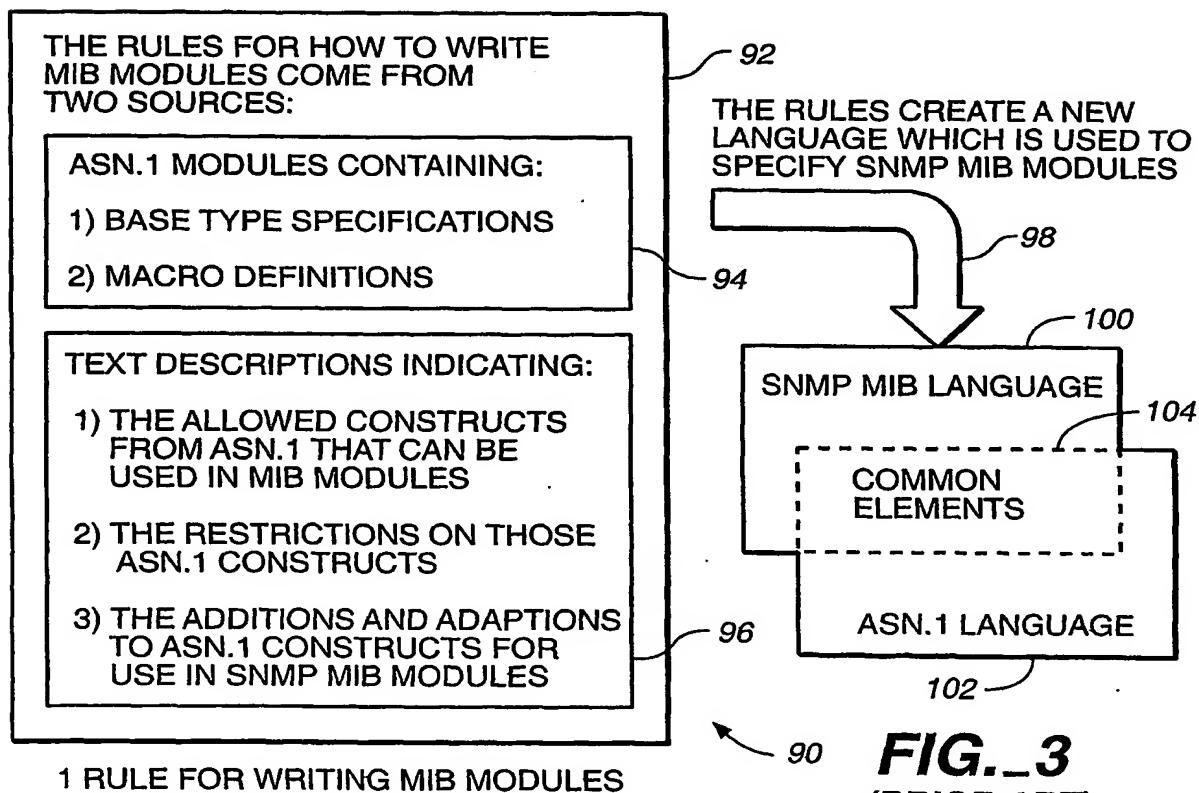 THE RULES FOR HOW TO WRITE
MIB MODULES COME FROM
TWO SOURCES:
92
ASN.1 MODULES CONTAINING:
1) BASE TYPE SPECIFICATIONS
2) MACRO DEFINITIONS
94
TEXT DESCRIPTIONS INDICATING:
1) THE ALLOWED CONSTRUCTS
FROM ASN.1 THAT CAN BE
USED IN MIB MODULES
2) THE RESTRICTIONS ON THOSE
ASN.1 CONSTRUCTS
3) THE ADDITIONS AND ADAPTIONS
TO ASN.1 CONSTRUCTS FOR
USE IN SNMP MIB MODULES
96
1 RULE FOR WRITING MIB MODULES
THE RULES CREATE A NEW
LANGUAGE WHICH IS USED TO
SPECIFY SNMP MIB MODULES
98
100
SNMP MIB LANGUAGE
104
COMMON
ELEMENTS
ASN.1 LANGUAGE
102
90
FIG._3
(PRIOR ART)